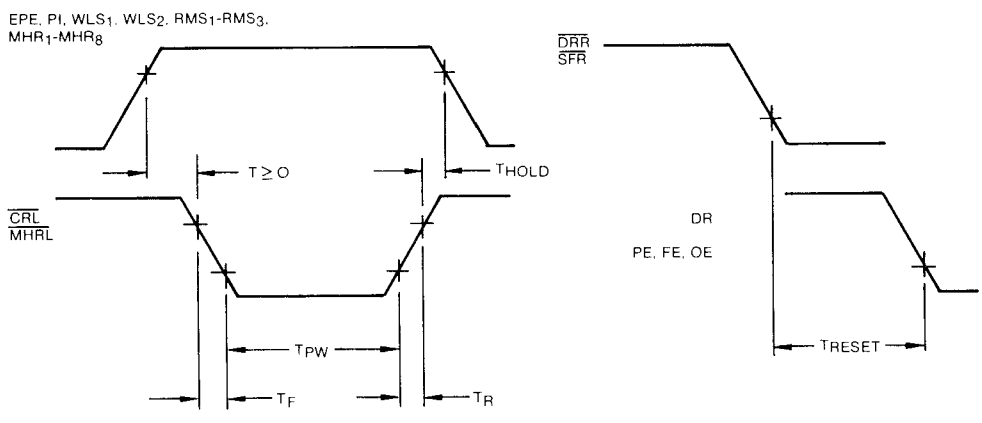 EPE, PI, WLS1, WLS2, RMS1-RMS3,
MHR1-MHR8
DRR
SFR
T ≥ O
THOLD
CRL
MHRL
DR
PE, FE, OE
TPW
TRESET
TF
TR